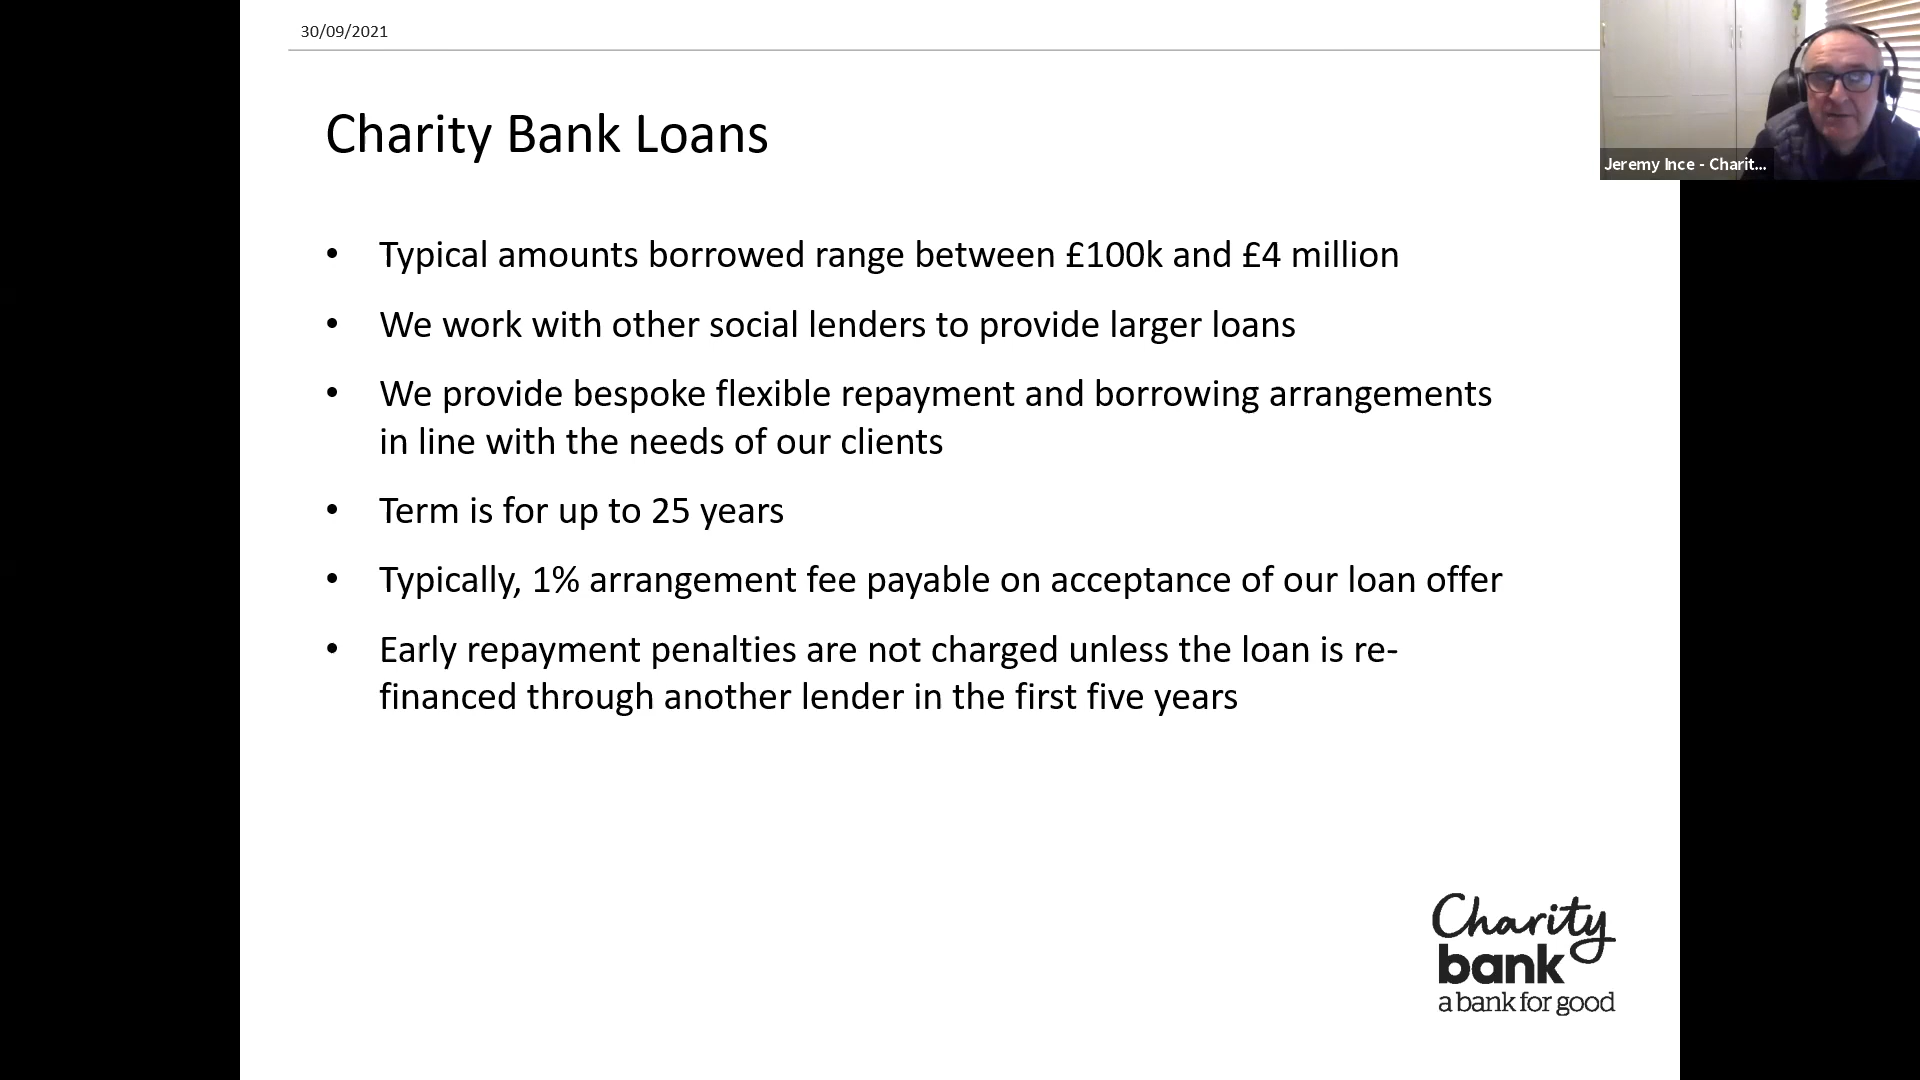 30/09/2021
Jeremy Ince - Charit...
Charity Bank Loans
• Typical amounts borrowed range between £100k and £4 million
• We work with other social lenders to provide larger loans
• We provide bespoke flexible repayment and borrowing arrangements
in line with the needs of our clients
• Term is for up to 25 years
• Typically, 1% arrangement fee payable on acceptance of our loan offer
• Early repayment penalties are not charged unless the loan is re-
financed through another lender in the first five years
Charity
bank
a bank for good